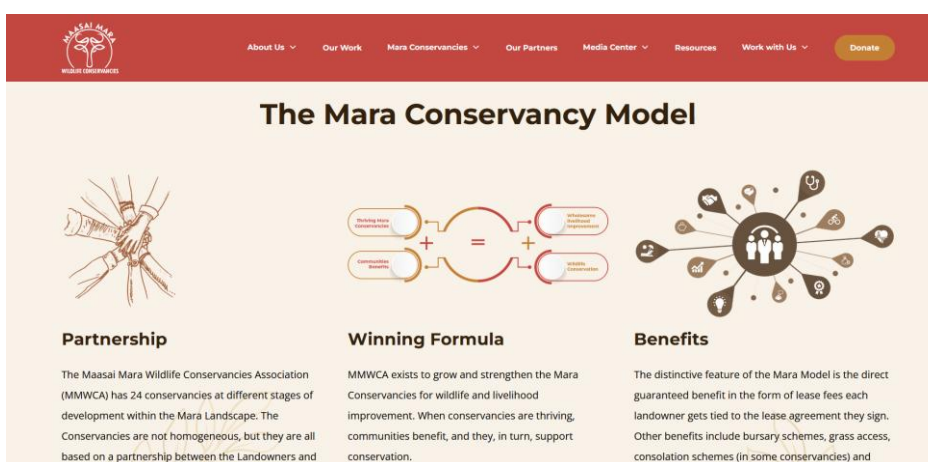 MAASAI MARA
WILDLIFE CONSERVANCIES
About Us
Our Work
Mara Conservancies
Our Partners
Media Center
Resources
Work with Us
Donate
The Mara Conservancy Model
Thriving Mara
Conservancies
Communities
Benefits
+
=
+
Wholesome
livelihood
improvement
Wildlife
Conservation
Partnership
The Maasai Mara Wildlife Conservancies Association
(MMWCA) has 24 conservancies at different stages of
development within the Mara Landscape. The
Conservancies are not homogeneous, but they are all
based on a partnership between the Landowners and
Winning Formula
MMWCA exists to grow and strengthen the Mara
Conservancies for wildlife and livelihood
improvement. When conservancies are thriving,
communities benefit, and they, in turn, support
conservation.
Benefits
The distinctive feature of the Mara Model is the direct
guaranteed benefit in the form of lease fees each
landowner gets tied to the lease agreement they sign.
Other benefits include bursary schemes, grass access,
consolation schemes (in some conservancies) and